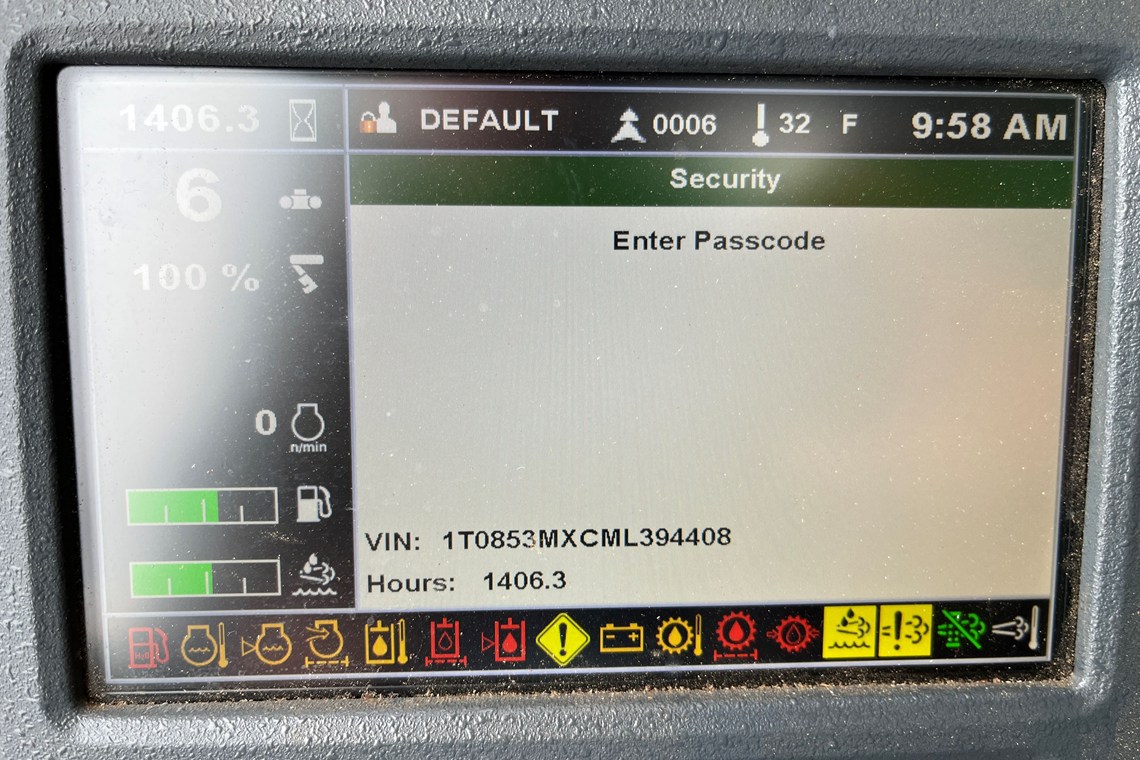 1406.3 DEFAULT 0006 32 F 9:58 AM
Security
6
Enter Passcode
100 %
0
n/min
VIN: 1T0853MXCML394408
Hours: 1406.3